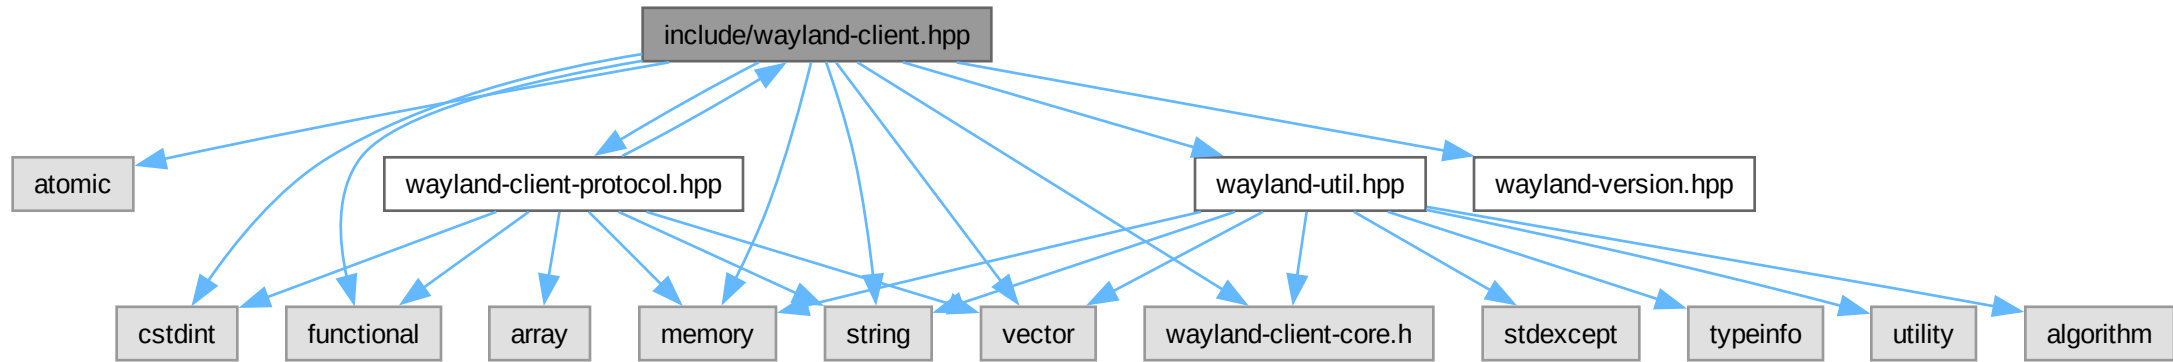 include/wayland-client.hpp
atomic
wayland-client-protocol.hpp
wayland-util.hpp
wayland-version.hpp
cstdint
functional
array
memory
string
vector
wayland-client-core.h
stdexcept
typeinfo
utility
algorithm